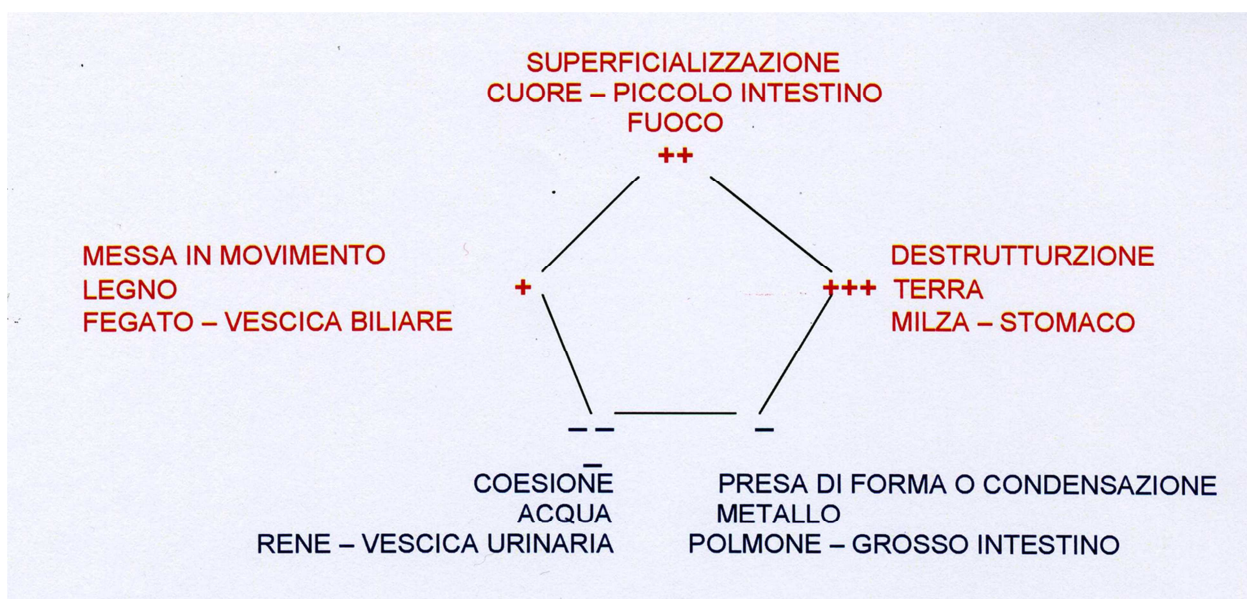 SUPERFICIALIZZAZIONE
CUORE – PICCOLO INTESTINO
FUOCO
++
MESSA IN MOVIMENTO
LEGNO
FEGATO – VESCICA BILIARE
+
DESTRUTTURZIONE
+++ TERRA
MILZA – STOMACO
– –
–
COESIONE
ACQUA
RENE – VESCICA URINARIA
–
PRESA DI FORMA O CONDENSAZIONE
METALLO
POLMONE – GROSSO INTESTINO